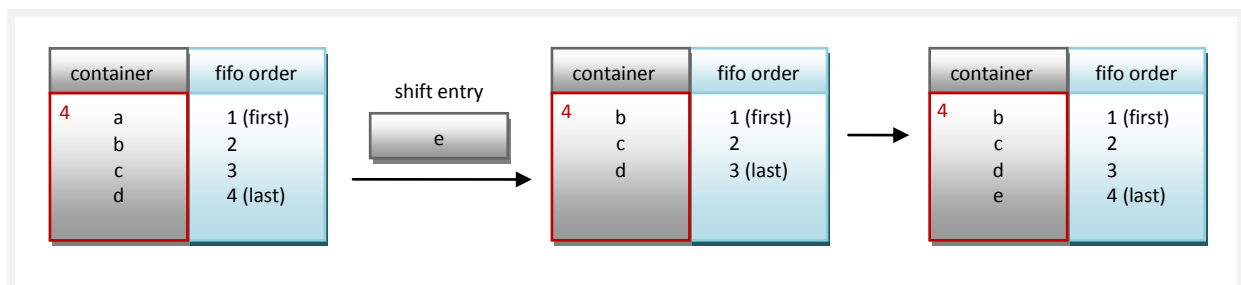 container fifo order
4 a 1 (first)
b 2
c 3
d 4 (last)
shift entry
e
container fifo order
4 b 1 (first)
c 2
d 3 (last)
container fifo order
4 b 1 (first)
c 2
d 3
e 4 (last)